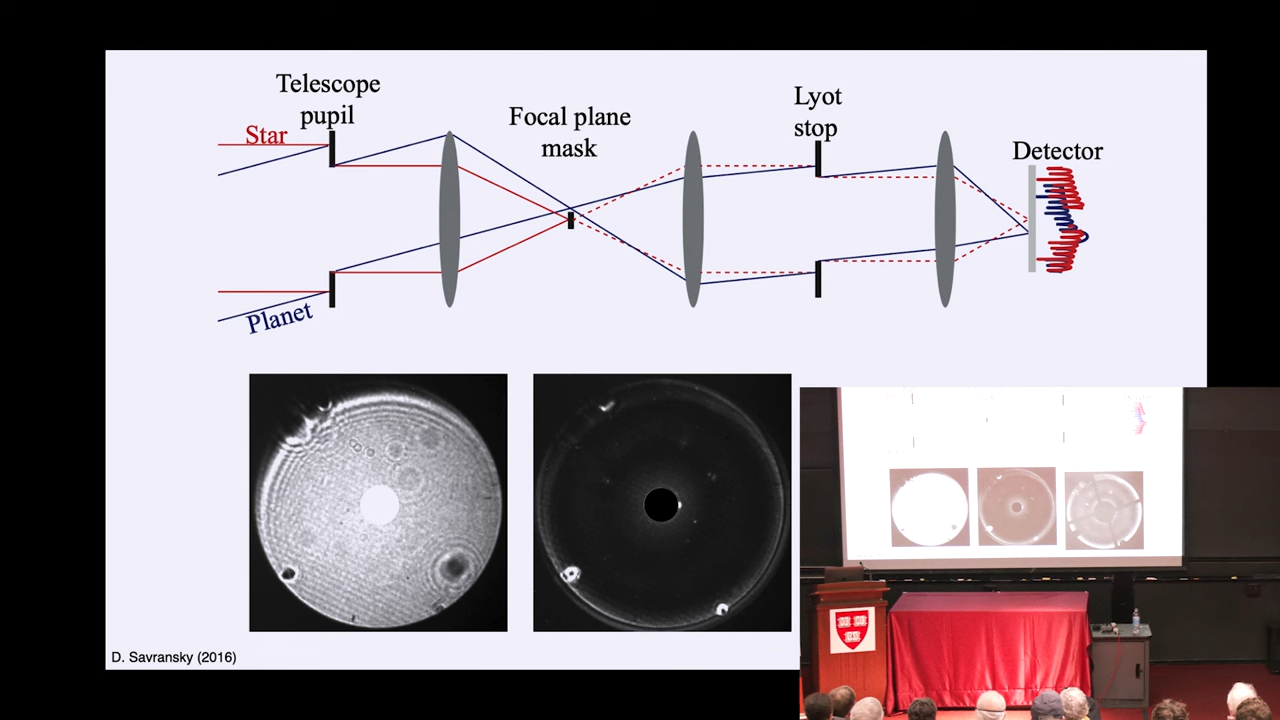 Telescope
pupil
Star
Focal plane
mask
Lyot
stop
Detector
Planet
D. Savransky (2016)